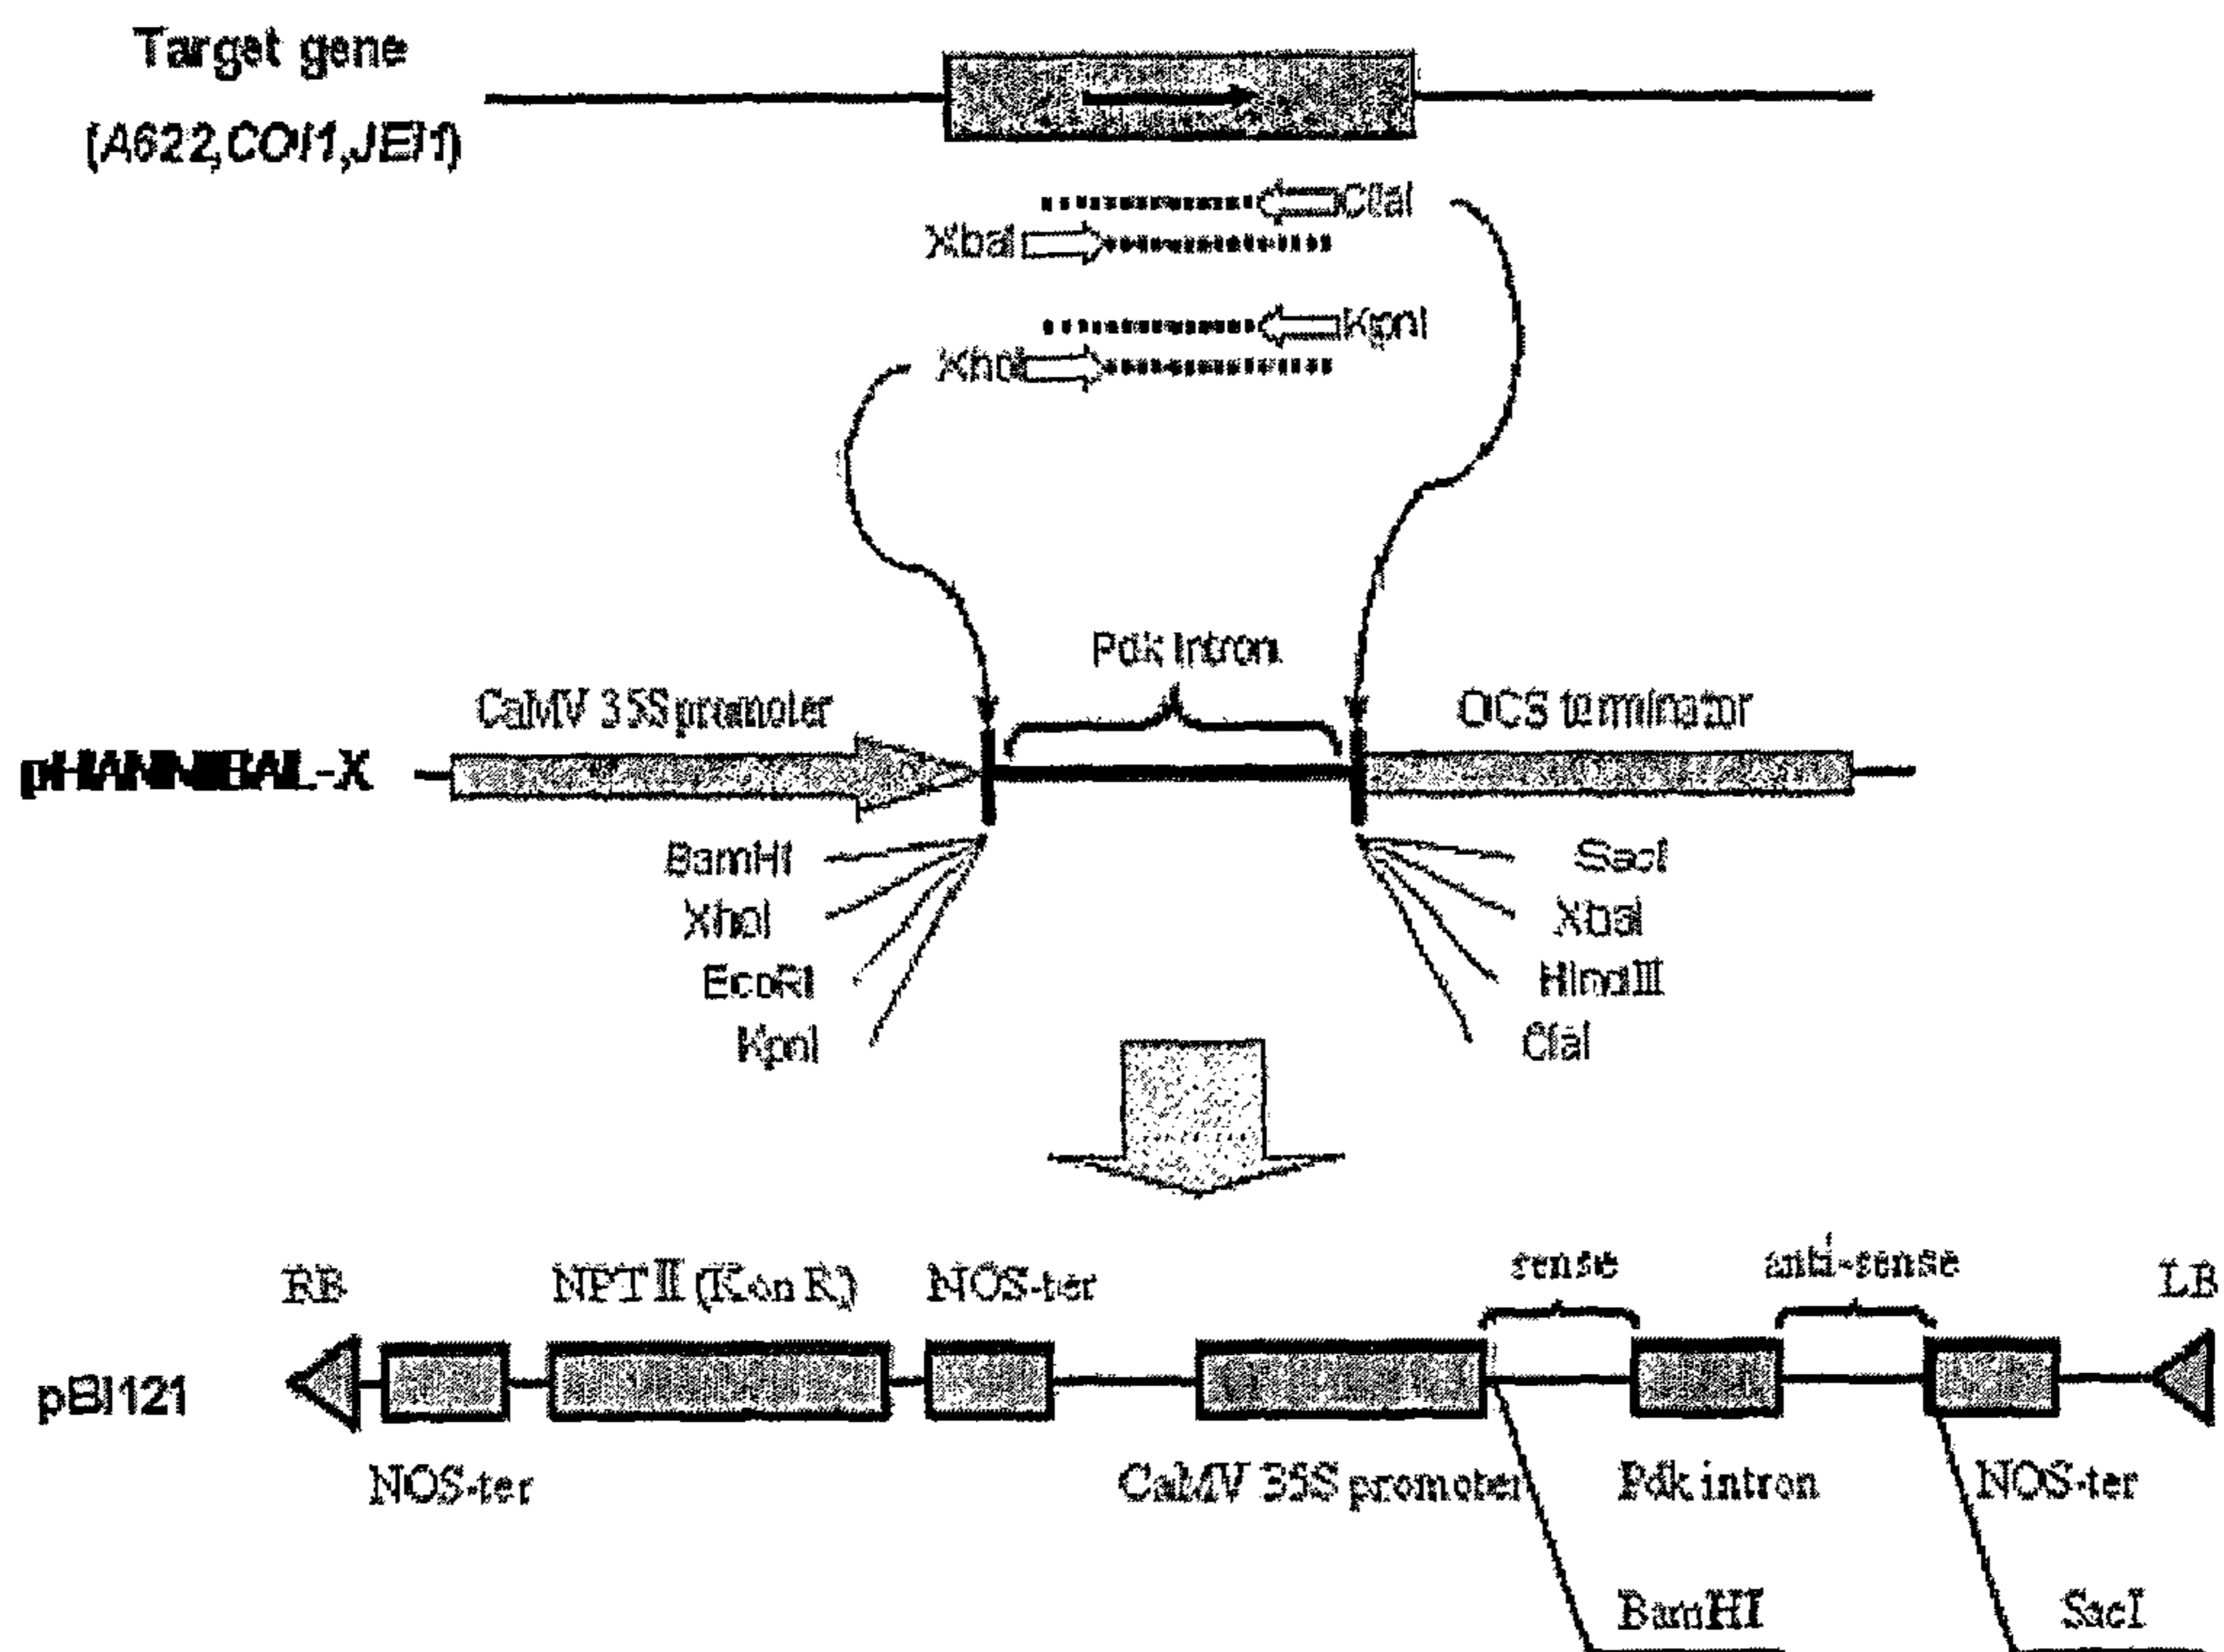 Target gene
(A622,COI1,JEI1)
ClaI
XbaI
KpnI
XhoI
Pdk Intron
CaMV 35S promoter
OCS terminator
pHANNIBAL-X
BamHI
SacI
XhoI
XbaI
EcoRI
HindIII
KpnI
ClaI
sense
anti-sense
RB
NPT II (Kan R)
NOS-ter
LB
pBI121
NOS-ter
CaMV 35S promoter
Pdk intron
NOS-ter
BamHI
SacI